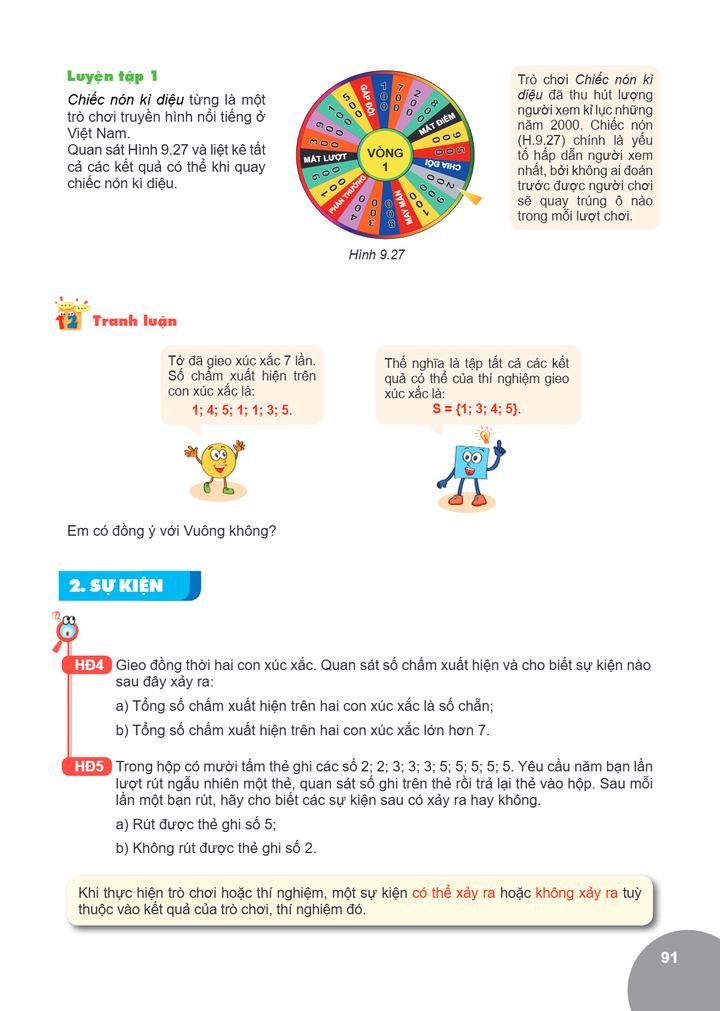 Luyện tập 1
Chiếc nón kì diệu từng là một
trò chơi truyền hình nổi tiếng ở
Việt Nam.
Quan sát Hình 9.27 và liệt kê tất
cả các kết quả có thể khi quay
chiếc nón kì diệu.
GẤP ĐÔI
100
700
200
MẤT ĐIỂM
CHIA ĐÔI
MAY MẮN
PHẦN THƯỞNG
MẤT LƯỢT
VÒNG
1
Hình 9.27
Trò chơi Chiếc nón kì
diệu đã thu hút lượng
người xem kỉ lục những
năm 2000. Chiếc nón
(H.9.27) chính là yếu
tố hấp dẫn người xem
nhất, bởi không ai đoán
trước được người chơi
sẽ quay trúng ô nào
trong mỗi lượt chơi.
Tranh luận
Tớ đã gieo xúc xắc 7 lần.
Số chấm xuất hiện trên
con xúc xắc là:
1; 4; 5; 1; 1; 3; 5.
Thế nghĩa là tập tất cả các kết
quả có thể của thí nghiệm gieo
xúc xắc là:
S = {1; 3; 4; 5}.
Em có đồng ý với Vuông không?
2. SỰ KIỆN
HĐ4 Gieo đồng thời hai con xúc xắc. Quan sát số chấm xuất hiện và cho biết sự kiện nào
sau đây xảy ra:
a) Tổng số chấm xuất hiện trên hai con xúc xắc là số chẵn;
b) Tổng số chấm xuất hiện trên hai con xúc xắc lớn hơn 7.
HĐ5 Trong hộp có mười tấm thẻ ghi các số 2; 2; 3; 3; 3; 5; 5; 5; 5; 5. Yêu cầu năm bạn lần
lượt rút ngẫu nhiên một thẻ, quan sát số ghi trên thẻ rồi trả lại thẻ vào hộp. Sau mỗi
lần một bạn rút, hãy cho biết các sự kiện sau có xảy ra hay không.
a) Rút được thẻ ghi số 5;
b) Không rút được thẻ ghi số 2.
Khi thực hiện trò chơi hoặc thí nghiệm, một sự kiện có thể xảy ra hoặc không xảy ra tuỳ
thuộc vào kết quả của trò chơi, thí nghiệm đó.
91